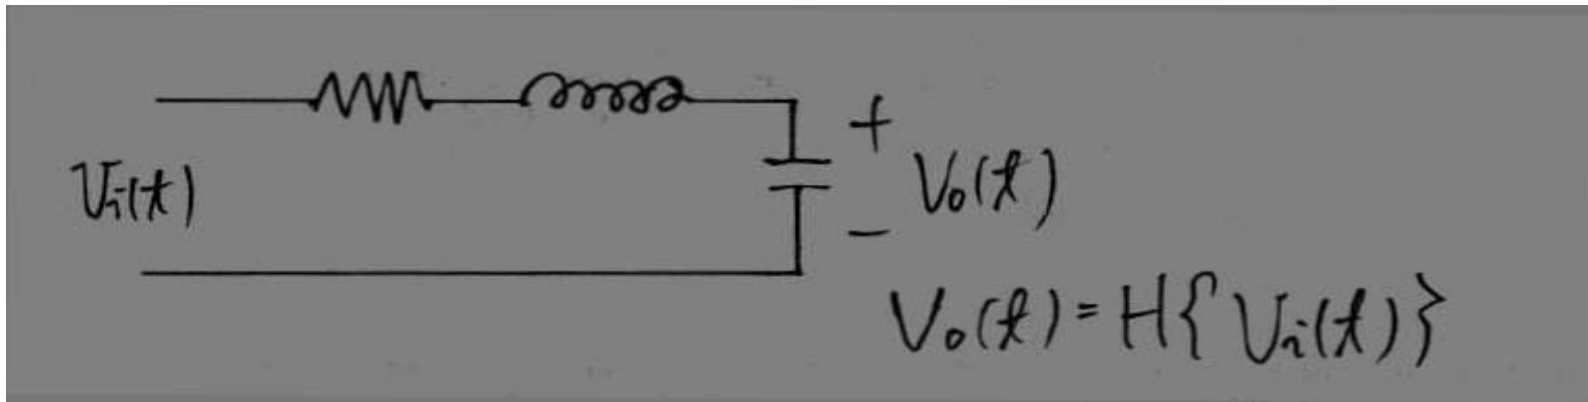 +
Vi(t)
Vo(t)
-
Vo(t) = H{Vi(t)}